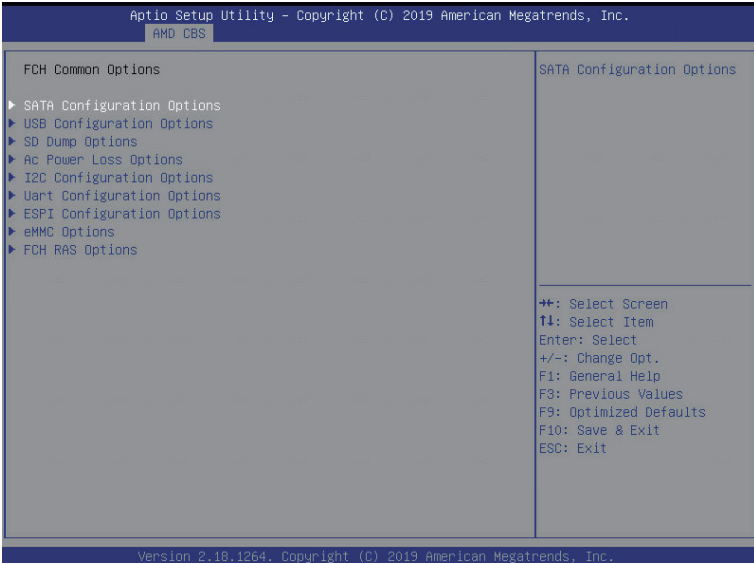 Aptio Setup Utility – Copyright (C) 2019 American Megatrends, Inc.
AMD CBS
FCH Common Options
SATA Configuration Options
USB Configuration Options
SD Dump Options
Ac Power Loss Options
I2C Configuration Options
Uart Configuration Options
ESPI Configuration Options
eMMC Options
FCH RAS Options
SATA Configuration Options
→←: Select Screen
↑↓: Select Item
Enter: Select
+/-: Change Opt.
F1: General Help
F3: Previous Values
F9: Optimized Defaults
F10: Save & Exit
ESC: Exit
Version 2.18.1264. Copyright (C) 2019 American Megatrends, Inc.